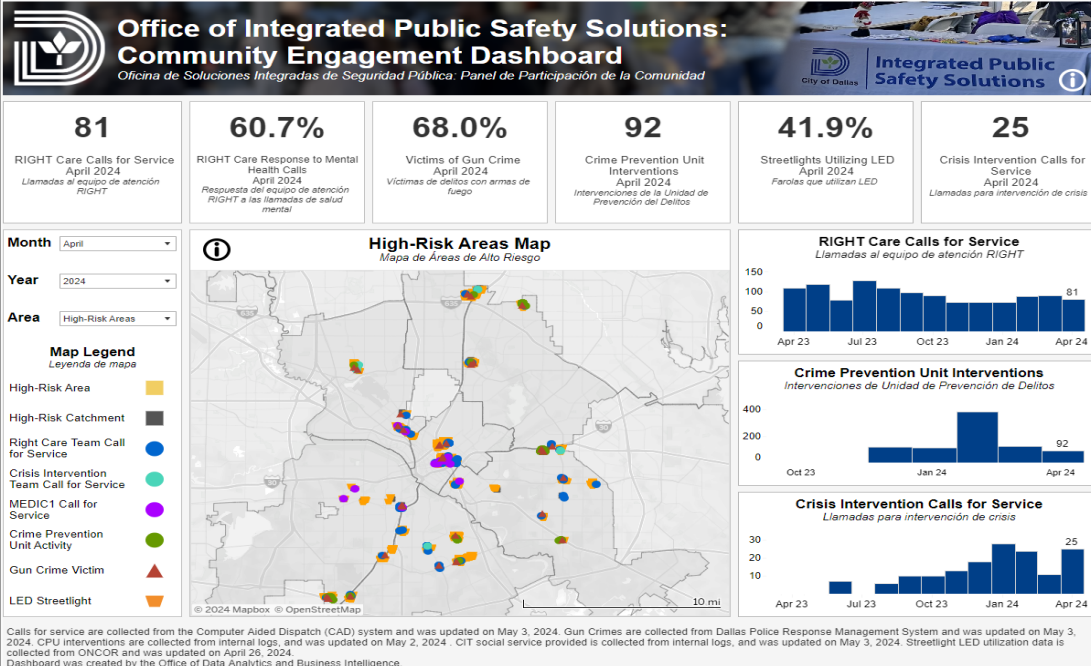 Office of Integrated Public Safety Solutions:
Community Engagement Dashboard
Oficina de Soluciones Integradas de Seguridad Pública: Panel de Participación de la Comunidad
City of Dallas
Integrated Public
Safety Solutions
81
RIGHT Care Calls for Service
April 2024
Llamadas al equipo de atención
RIGHT
60.7%
RIGHT Care Response to Mental
Health Calls
April 2024
Respuesta del equipo de atención
RIGHT a las llamadas de salud
mental
68.0%
Victims of Gun Crime
April 2024
Víctimas de delitos con armas de
fuego
92
Crime Prevention Unit
Interventions
April 2024
Intervenciones de la Unidad de
Prevención del Delitos
41.9%
Streetlights Utilizing LED
April 2024
Farolas que utilizan LED
25
Crisis Intervention Calls for
Service
April 2024
Llamadas para intervención de crisis
Month
April
Year
2024
Area
High-Risk Areas
Map Legend
Leyenda de mapa
High-Risk Area
High-Risk Catchment
Right Care Team Call
for Service
Crisis Intervention
Team Call for Service
MEDIC1 Call for
Service
Crime Prevention
Unit Activity
Gun Crime Victim
LED Streetlight
High-Risk Areas Map
Mapa de Áreas de Alto Riesgo
635
635
30
30
© 2024 Mapbox © OpenStreetMap
10 mi
RIGHT Care Calls for Service
Llamadas al equipo de atención RIGHT
150
100
50
0
81
Apr 23 Jul 23 Oct 23 Jan 24 Apr 24
Crime Prevention Unit Interventions
Intervenciones de Unidad de Prevención de Delitos
400
200
0
92
Oct 23 Jan 24 Apr 24
Crisis Intervention Calls for Service
Llamadas para intervención de crisis
30
20
10
25
Apr 23 Jul 23 Oct 23 Jan 24 Apr 24
Calls for service are collected from the Computer Aided Dispatch (CAD) system and was updated on May 3, 2024. Gun Crimes are collected from Dallas Police Response Management System and was updated on May 3,
2024. CPU interventions are collected from internal logs, and was updated on May 2, 2024 . CIT social service provided is collected from internal logs, and was updated on May 3, 2024. Streetlight LED utilization data is
collected from ONCOR and was updated on April 26, 2024.
Dashboard was created by the Office of Data Analytics and Business Intelligence.